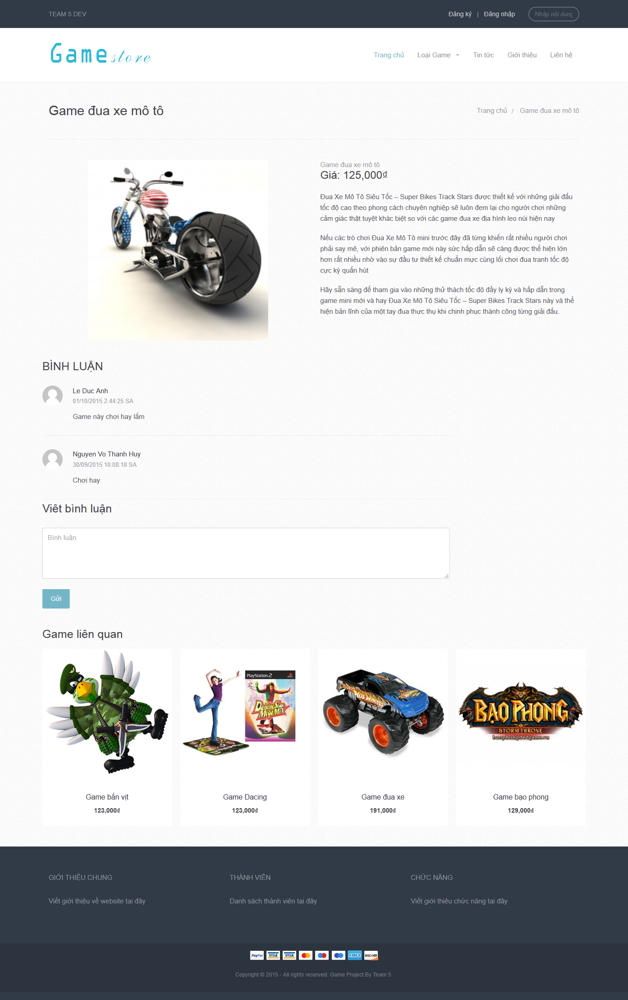 TEAM 5 DEV
Đăng ký | Đăng nhập
Nhập nội dung
Game store
Trang chủ Loại Game Tin tức Giới thiệu Liên hệ
Game đua xe mô tô
Trang chủ / Game đua xe mô tô
Game đua xe mô tô
Giá: 125,000₫
Đua Xe Mô Tô Siêu Tốc – Super Bikes Track Stars được thiết kế với những giải đấu
tốc độ cao theo phong cách chuyên nghiệp sẽ luôn đem lại cho người chơi những
cảm giác thật tuyệt khác biệt so với các game đua xe địa hình leo núi hiện nay
Nếu các trò chơi Đua Xe Mô Tô mini trước đây đã từng khiến rất nhiều người chơi
phải say mê, với phiên bản game mới này sức hấp dẫn sẽ càng được thể hiện lớn
hơn rất nhiều nhờ vào sự đầu tư thiết kế chuẩn mực cùng lối chơi đua tranh tốc độ
cực kỳ quấn hút
Hãy sẵn sàng để tham gia vào những thử thách tốc độ đầy ly kỳ và hấp dẫn trong
game mini mới và hay Đua Xe Mô Tô Siêu Tốc – Super Bikes Track Stars này và thể
hiện bản lĩnh của một tay đua thực thụ khi chinh phục thành công từng giải đấu.
BÌNH LUẬN
Le Duc Anh
01/10/2015 2:44:25 SA
Game này chơi hay lắm
Nguyen Vo Thanh Huy
30/09/2015 10:08:18 SA
Chơi hay
Viêt bình luận
Bình luận
Gửi
Game liên quan
PlayStation.2
Dancing Stage
MegaMiX
HOT WHEELS
BẠO PHONG
STORM THRONE
baophong.360game.vn
Game bắn vịt
123,000₫
Game Dacing
123,000₫
Game đua xe
191,000₫
Game bạo phong
129,000₫
GIỚI THIỆU CHUNG
Viết giới thiệu về website tại đây
THÀNH VIÊN
Danh sách thành viên tại đây
CHỨC NĂNG
Viết giới thiệu chức năng tại đây
PayPal VISA VISA AMEX DISCOVER
Copyright © 2015 - All rights reserved. Game Project By Team 5.